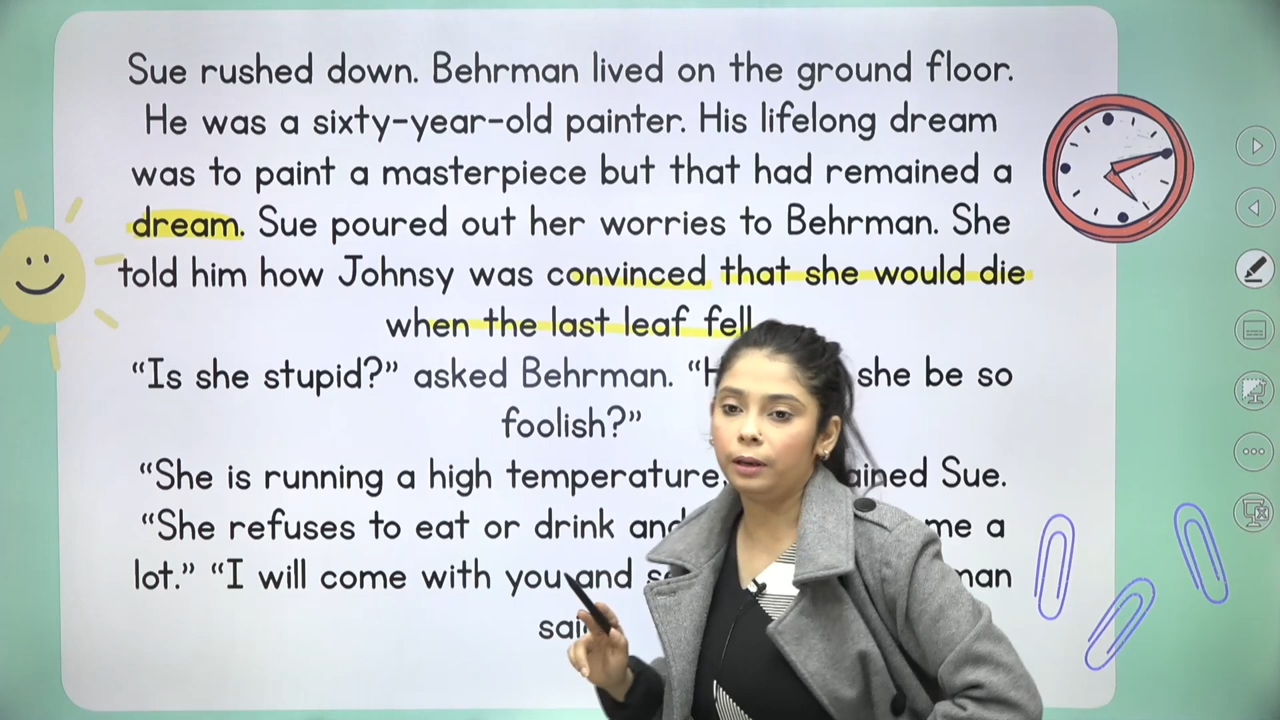 Sue rushed down. Behrman lived on the ground floor.
He was a sixty-year-old painter. His lifelong dream
was to paint a masterpiece but that had remained a
dream. Sue poured out her worries to Behrman. She
told him how Johnsy was convinced that she would die
when the last leaf fell
“Is she stupid?” asked Behrman. “ she be so
foolish?”
“She is running a high temperature, Sue.
“She refuses to eat or drink and me a
lot.” “I will come with you and